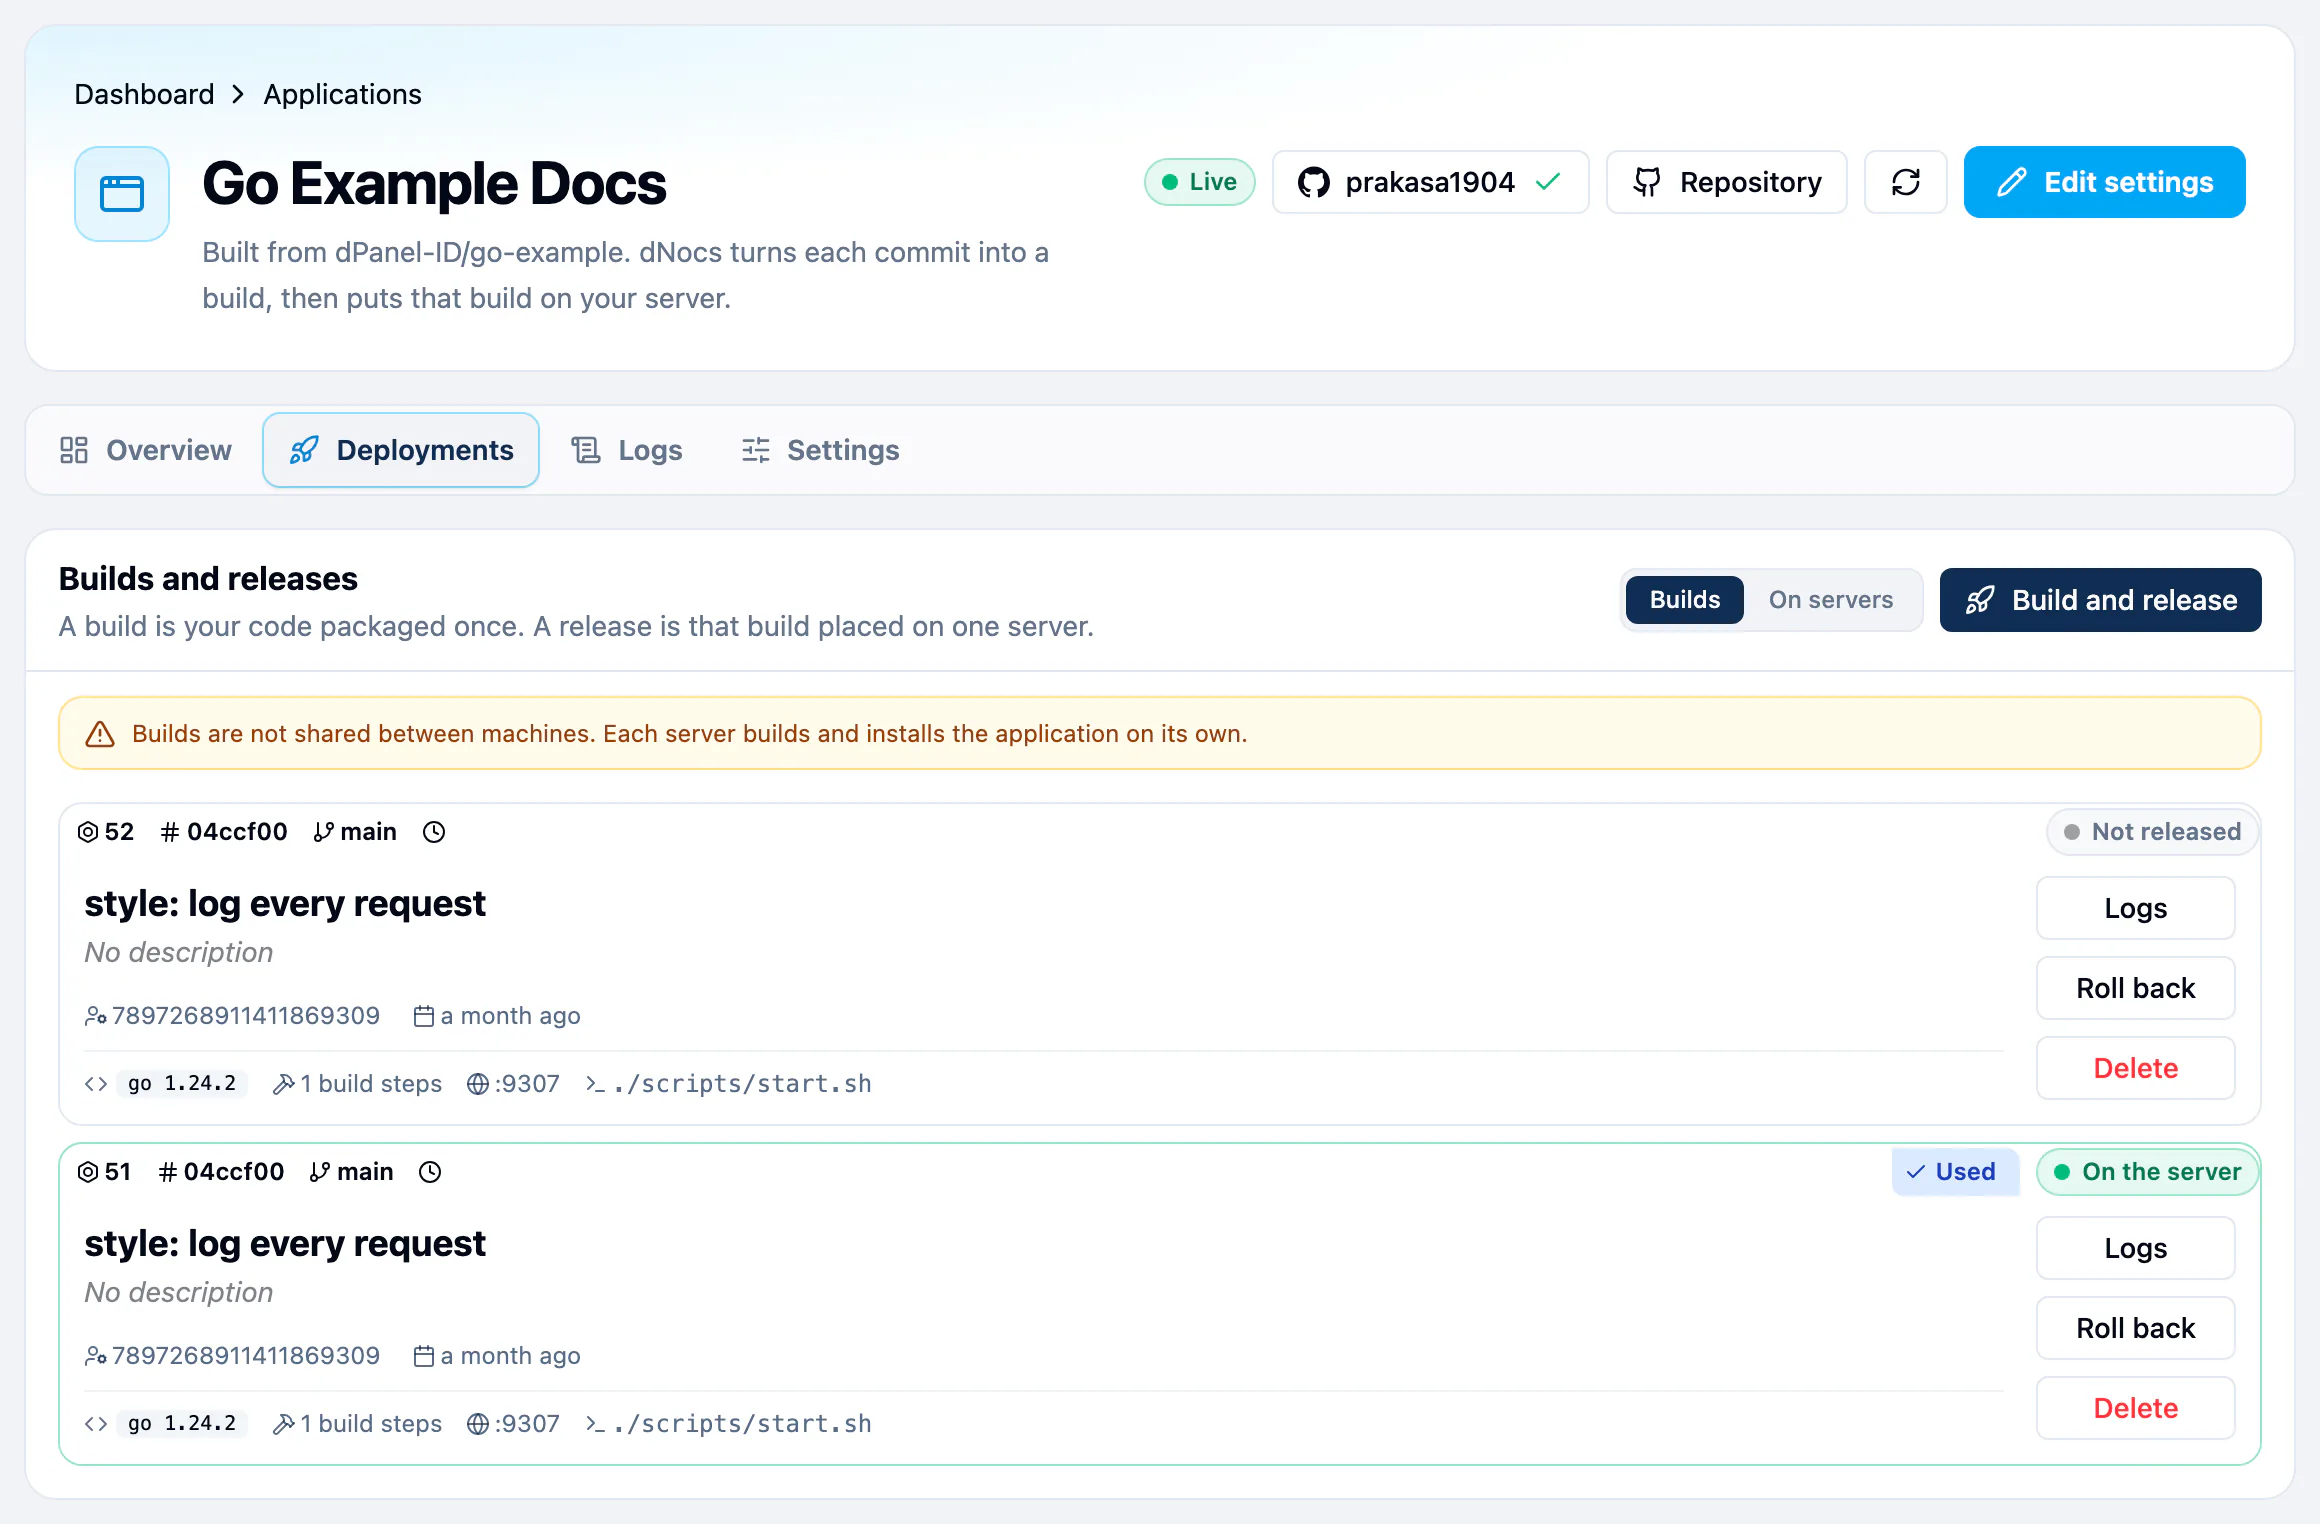 Dashboard > Applications
Go Example Docs
Live
prakasa1904
Repository
Edit settings
Built from dPanel-ID/go-example. dNocs turns each commit into a
build, then puts that build on your server.
Overview
Deployments
Logs
Settings
Builds and releases
A build is your code packaged once. A release is that build placed on one server.
Builds
On servers
Build and release
Builds are not shared between machines. Each server builds and installs the application on its own.
52 # 04ccf00 main
Not released
style: log every request
No description
7897268911411869309 a month ago
go 1.24.2 1 build steps :9307 ./scripts/start.sh
Logs
Roll back
Delete
51 # 04ccf00 main
Used
On the server
style: log every request
No description
7897268911411869309 a month ago
go 1.24.2 1 build steps :9307 ./scripts/start.sh
Logs
Roll back
Delete